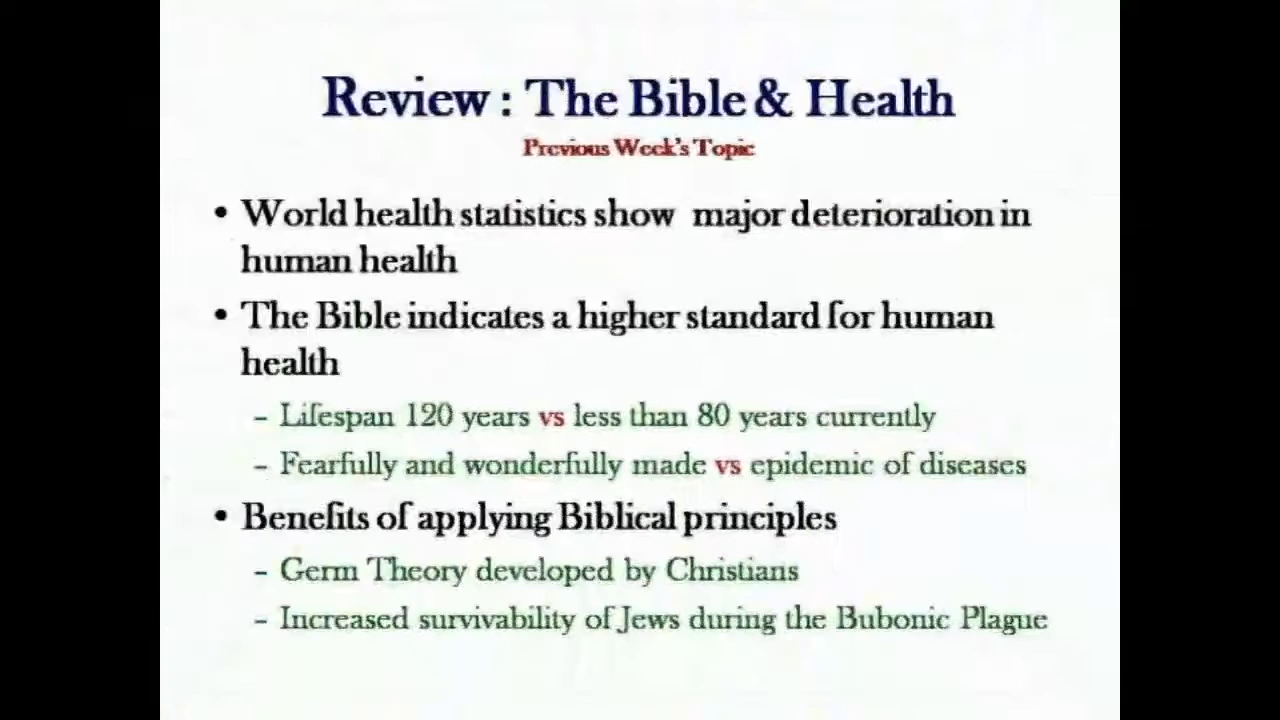 Review : The Bible & Health
Previous Week's Topic
• World health statistics show major deterioration in
human health
• The Bible indicates a higher standard for human
health
– Lifespan 120 years vs less than 80 years currently
– Fearfully and wonderfully made vs epidemic of diseases
• Benefits of applying Biblical principles
– Germ Theory developed by Christians
– Increased survivability of Jews during the Bubonic Plague